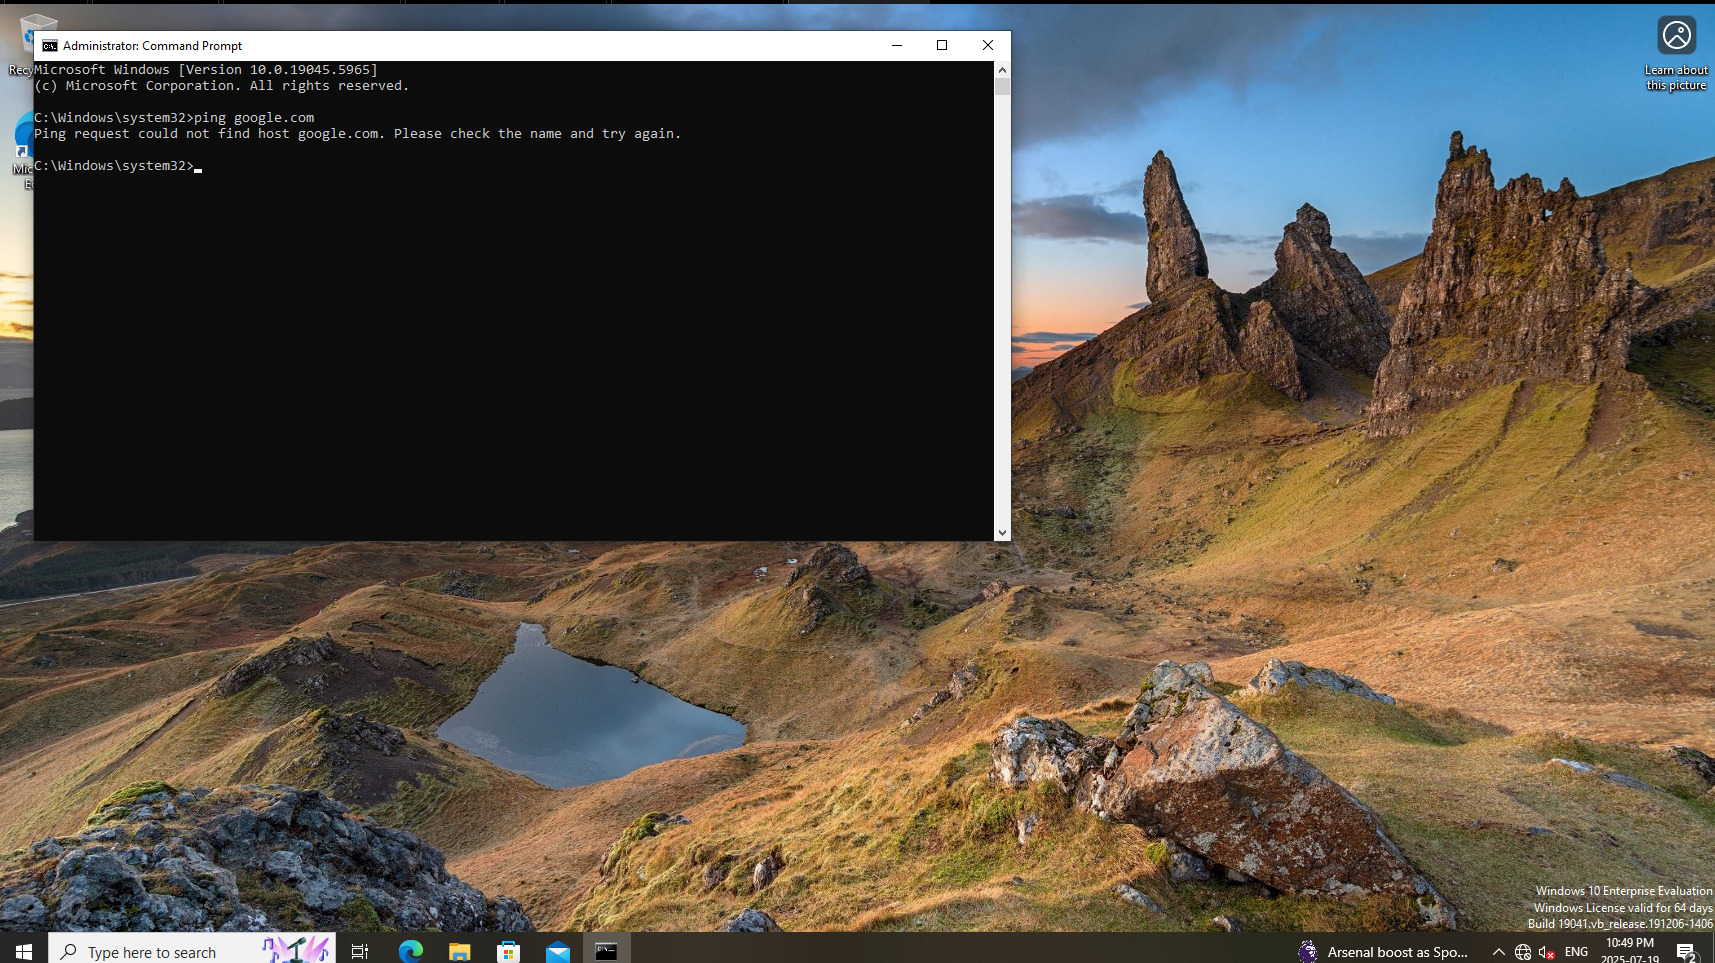 Administrator: Command Prompt
Microsoft Windows [Version 10.0.19045.5965]
(c) Microsoft Corporation. All rights reserved.
C:\Windows\system32>ping google.com
Ping request could not find host google.com. Please check the name and try again.
C:\Windows\system32>
Learn about
this picture
Windows 10 Enterprise Evaluation
Windows License valid for 64 days
Build 19041.vb_release.191206-1406
Type here to search
Arsenal boost as Spo...
ENG
10:49 PM
2025-07-19
2